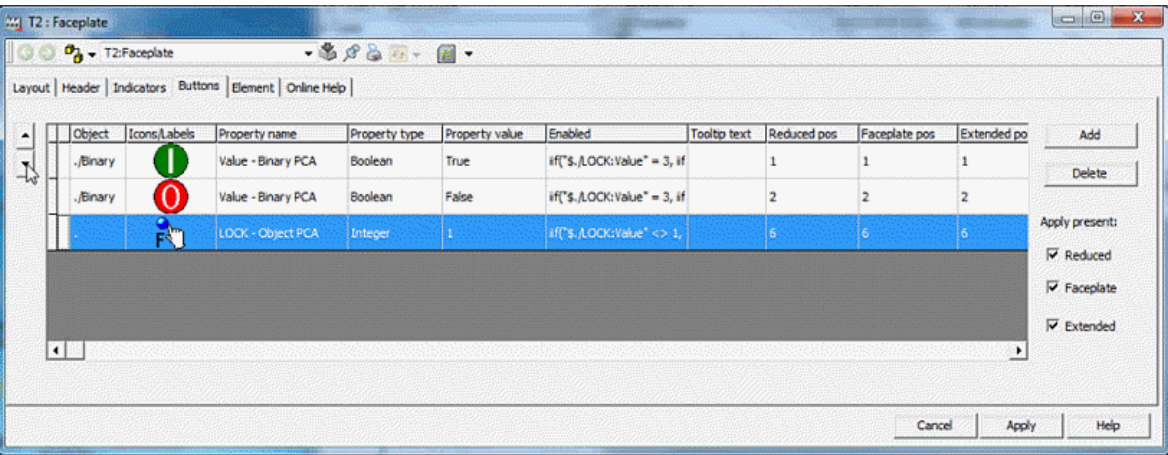 T2 : Faceplate
T2:Faceplate
Layout Header Indicators Buttons Element Online Help
Object Icons/Labels Property name Property type Property value Enabled Tooltip text Reduced pos Faceplate pos Extended po
./Binary I Value - Binary PCA Boolean True iif("$./LOCK:Value" = 3, iif 1 1 1
./Binary O Value - Binary PCA Boolean False iif("$./LOCK:Value" = 3, iif 2 2 2
. F LOCK - Object PCA Integer 1 iif("$./LOCK:Value" <> 1, 6 6 6
Add
Delete
Apply present:
Reduced
Faceplate
Extended
Cancel Apply Help